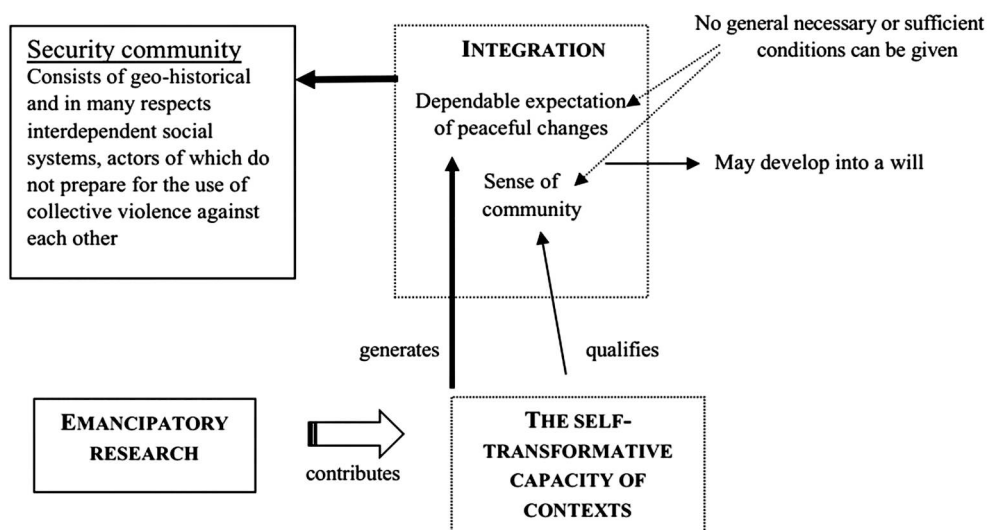 Security community
Consists of geo-historical
and in many respects
interdependent social
systems, actors of which do
not prepare for the use of
collective violence against
each other
INTEGRATION
Dependable expectation
of peaceful changes
Sense of
community
No general necessary or sufficient
conditions can be given
May develop into a will
generates
qualifies
EMANCIPATORY
RESEARCH
contributes
THE SELF-
TRANSFORMATIVE
CAPACITY OF
CONTEXTS